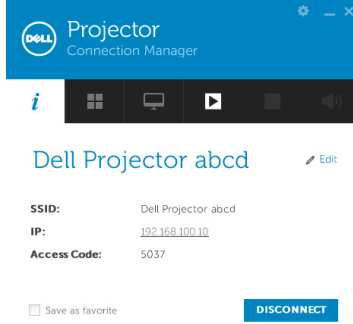 DELL
Projector
Connection Manager
i
Dell Projector abcd
Edit
SSID: Dell Projector abcd
IP: 192.168.100.10
Access Code: 5037
Save as favorite
DISCONNECT